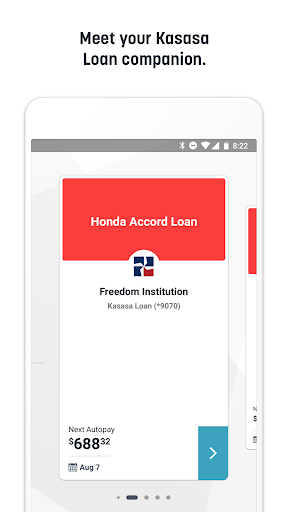 Meet your Kasasa
Loan companion.
8:22
Honda Accord Loan
Freedom Institution
Kasasa Loan (*9070)
Next Autopay
$688.32
Aug 7
Ne
$